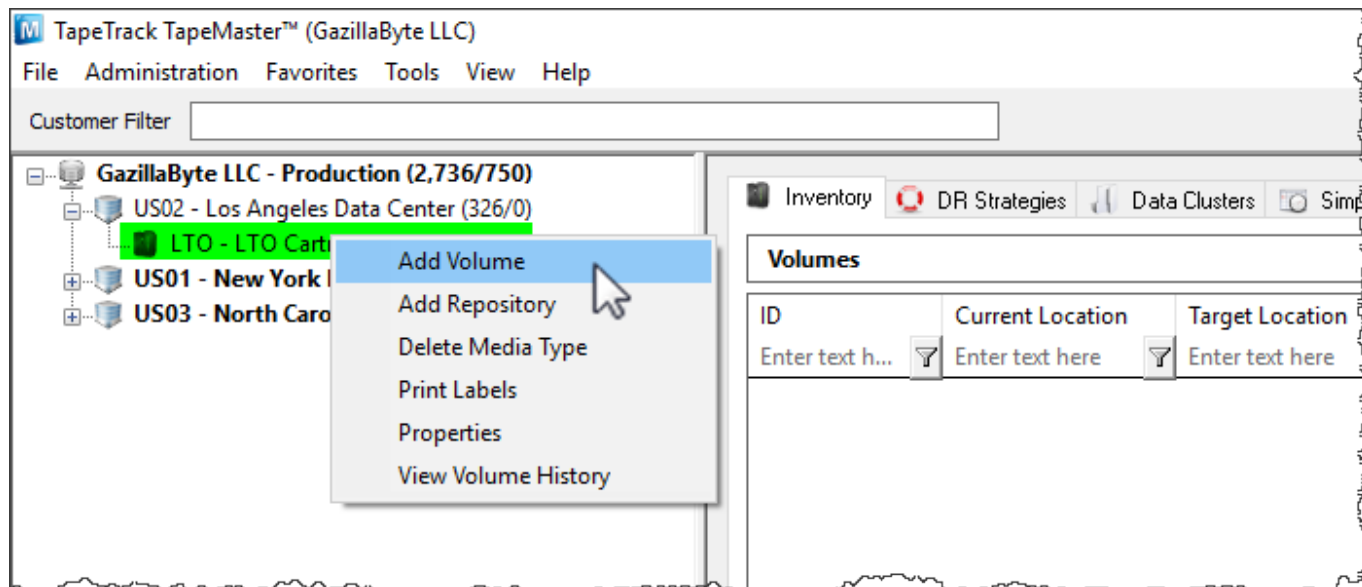 TapeTrack TapeMaster™ (GazillaByte LLC)
File Administration Favorites Tools View Help
Customer Filter
GazillaByte LLC - Production (2,736/750)
US02 - Los Angeles Data Center (326/0)
LTO - LTO
US01 - New York
US03 - North
Add Volume
Add Repository
Delete Media Type
Print Labels
Properties
View Volume History
Inventory DR Strategies Data Clusters
Volumes
ID Current Location Target Location
Enter text h... Enter text here Enter text here